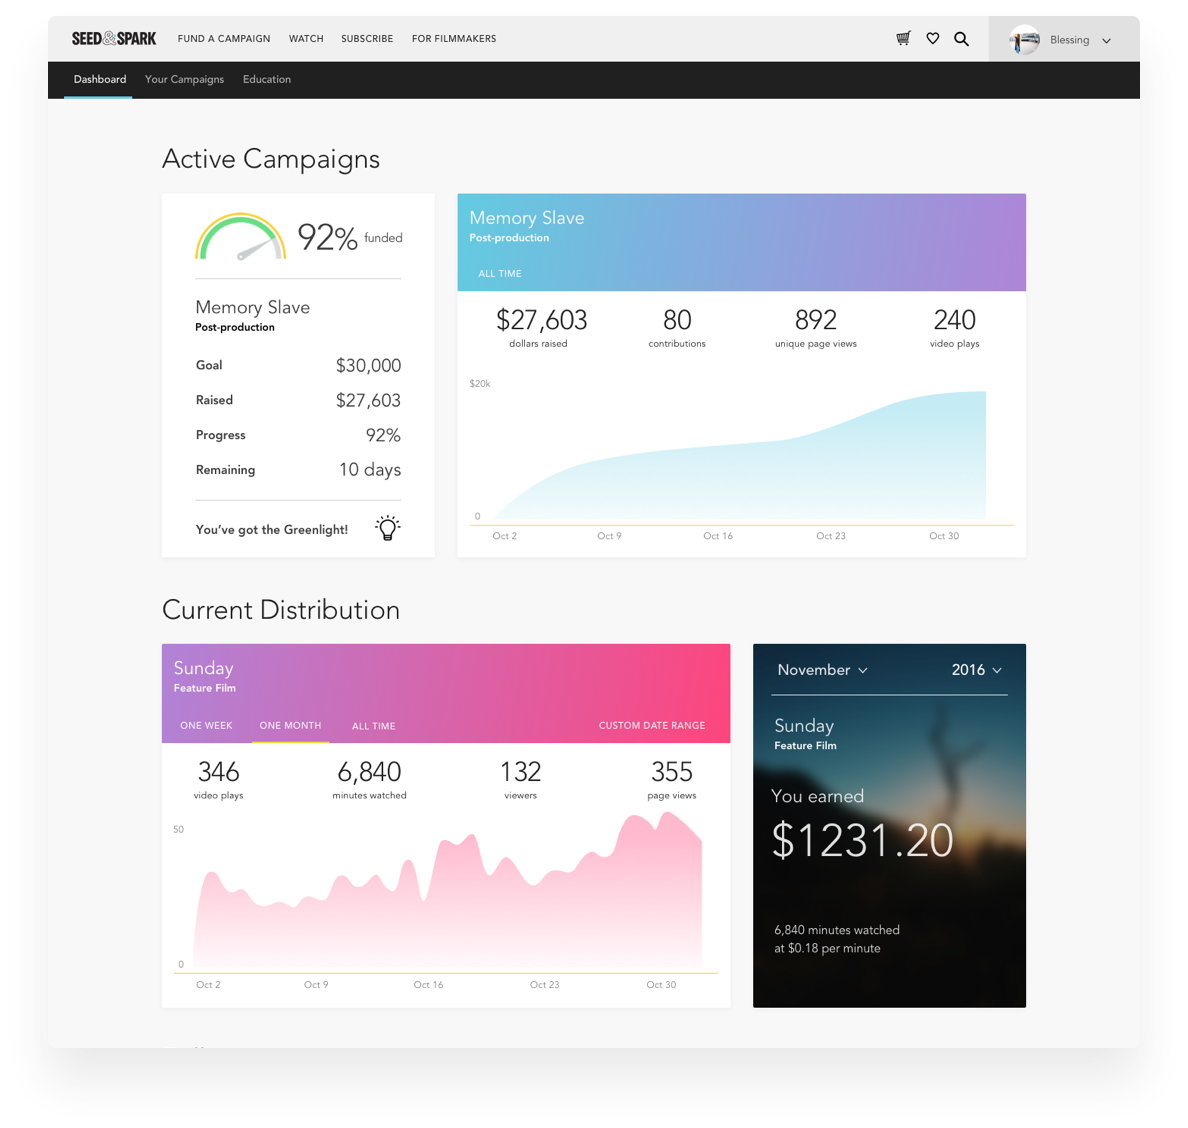 SEED&SPARK FUND A CAMPAIGN WATCH SUBSCRIBE FOR FILMMAKERS Blessing
Dashboard Your Campaigns Education
Active Campaigns
92% funded
Memory Slave
Post-production
Goal $30,000
Raised $27,603
Progress 92%
Remaining 10 days
You've got the Greenlight!
Memory Slave
Post-production
ALL TIME
$27,603 80 892 240
dollars raised contributions unique page views video plays
$20k
0
Oct 2 Oct 9 Oct 16 Oct 23 Oct 30
Current Distribution
Sunday
Feature Film
ONE WEEK ONE MONTH ALL TIME CUSTOM DATE RANGE
346 6,840 132 355
video plays minutes watched viewers page views
50
0
Oct 2 Oct 9 Oct 16 Oct 23 Oct 30
November 2016
Sunday
Feature Film
You earned
$1231.20
6,840 minutes watched
at $0.18 per minute